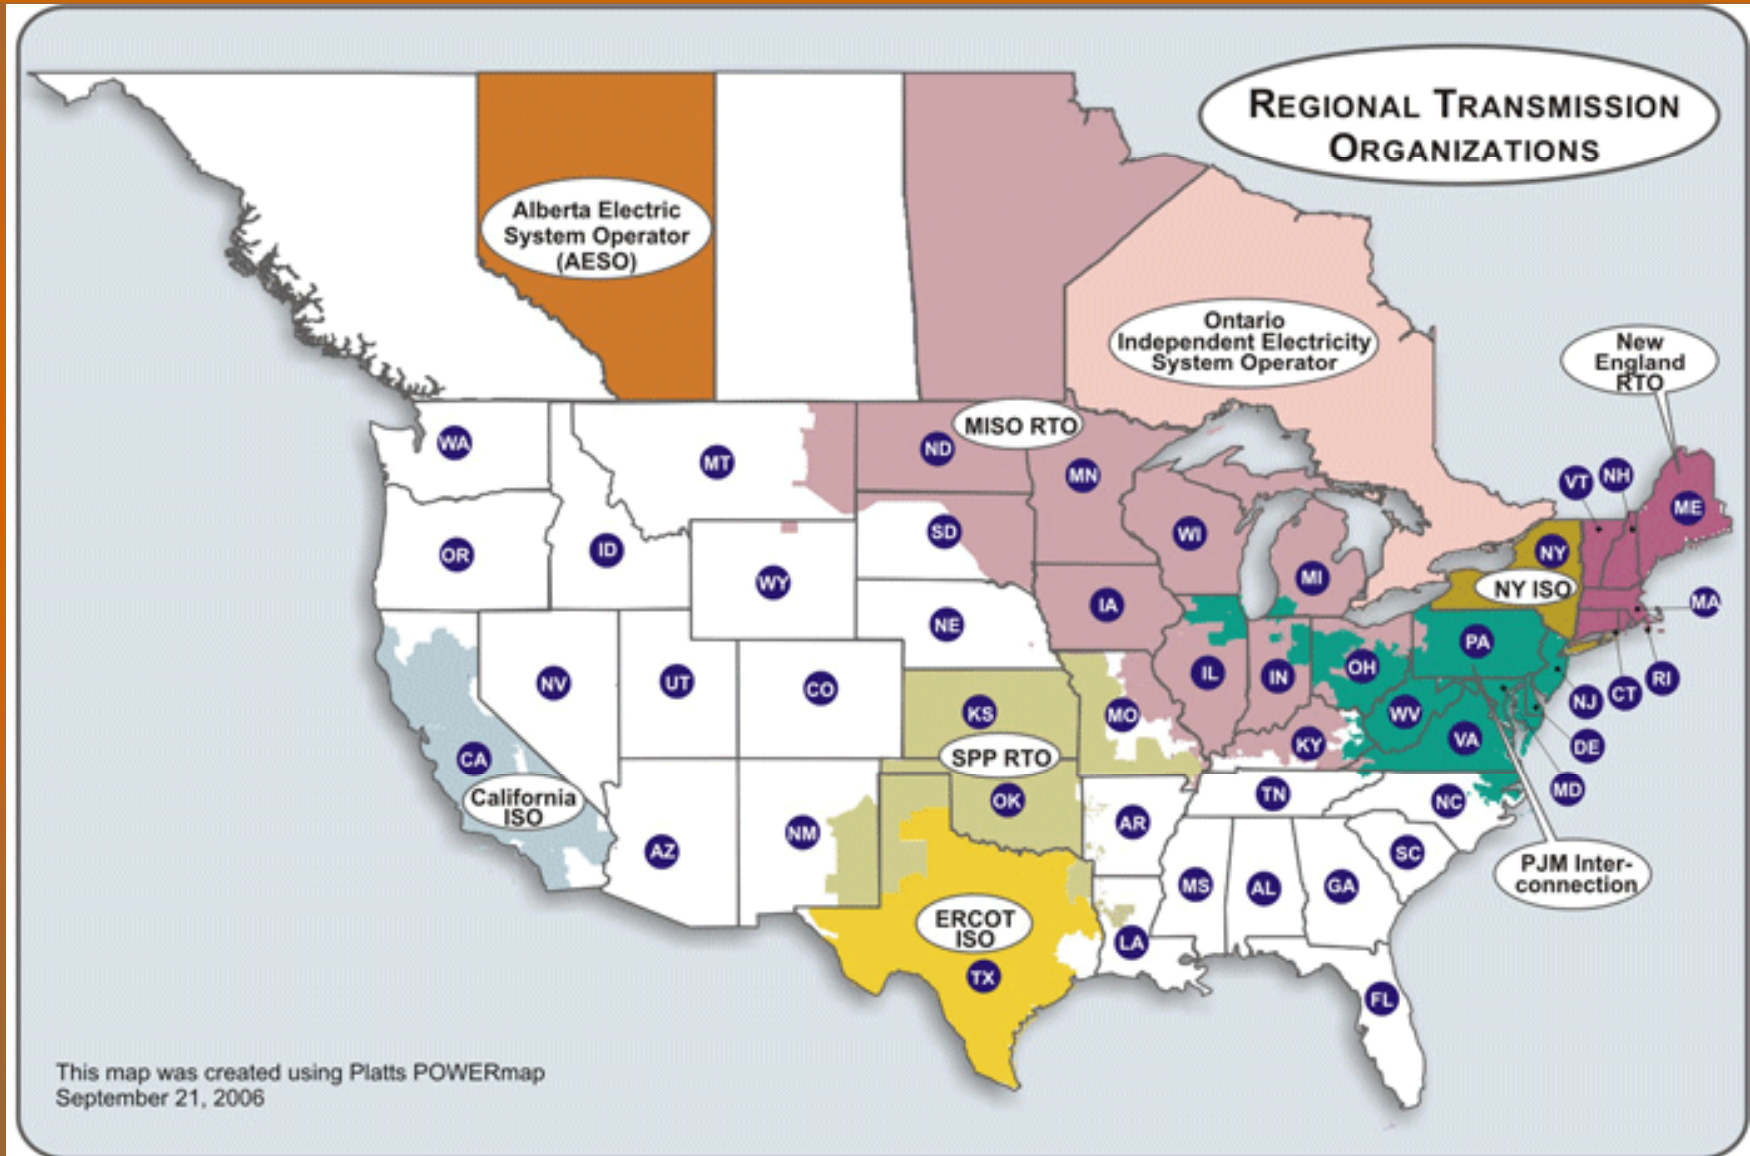 REGIONAL TRANSMISSION
ORGANIZATIONS
Alberta Electric
System Operator
(AESO)
Ontario
Independent Electricity
System Operator
New
England
RTO
MISO RTO
WA
MT
ND
MN
VT
NH
ME
OR
ID
SD
WI
MI
NY
NY ISO
WY
IA
MA
NE
PA
NV
UT
CO
IL
IN
OH
RI
CT
NJ
KS
MO
WV
VA
KY
DE
SPP RTO
CA
California
ISO
OK
TN
NC
MD
NM
AR
AZ
SC
PJM Inter-
connection
MS
AL
GA
ERCOT
ISO
LA
TX
FL
This map was created using Platts POWERmap
September 21, 2006